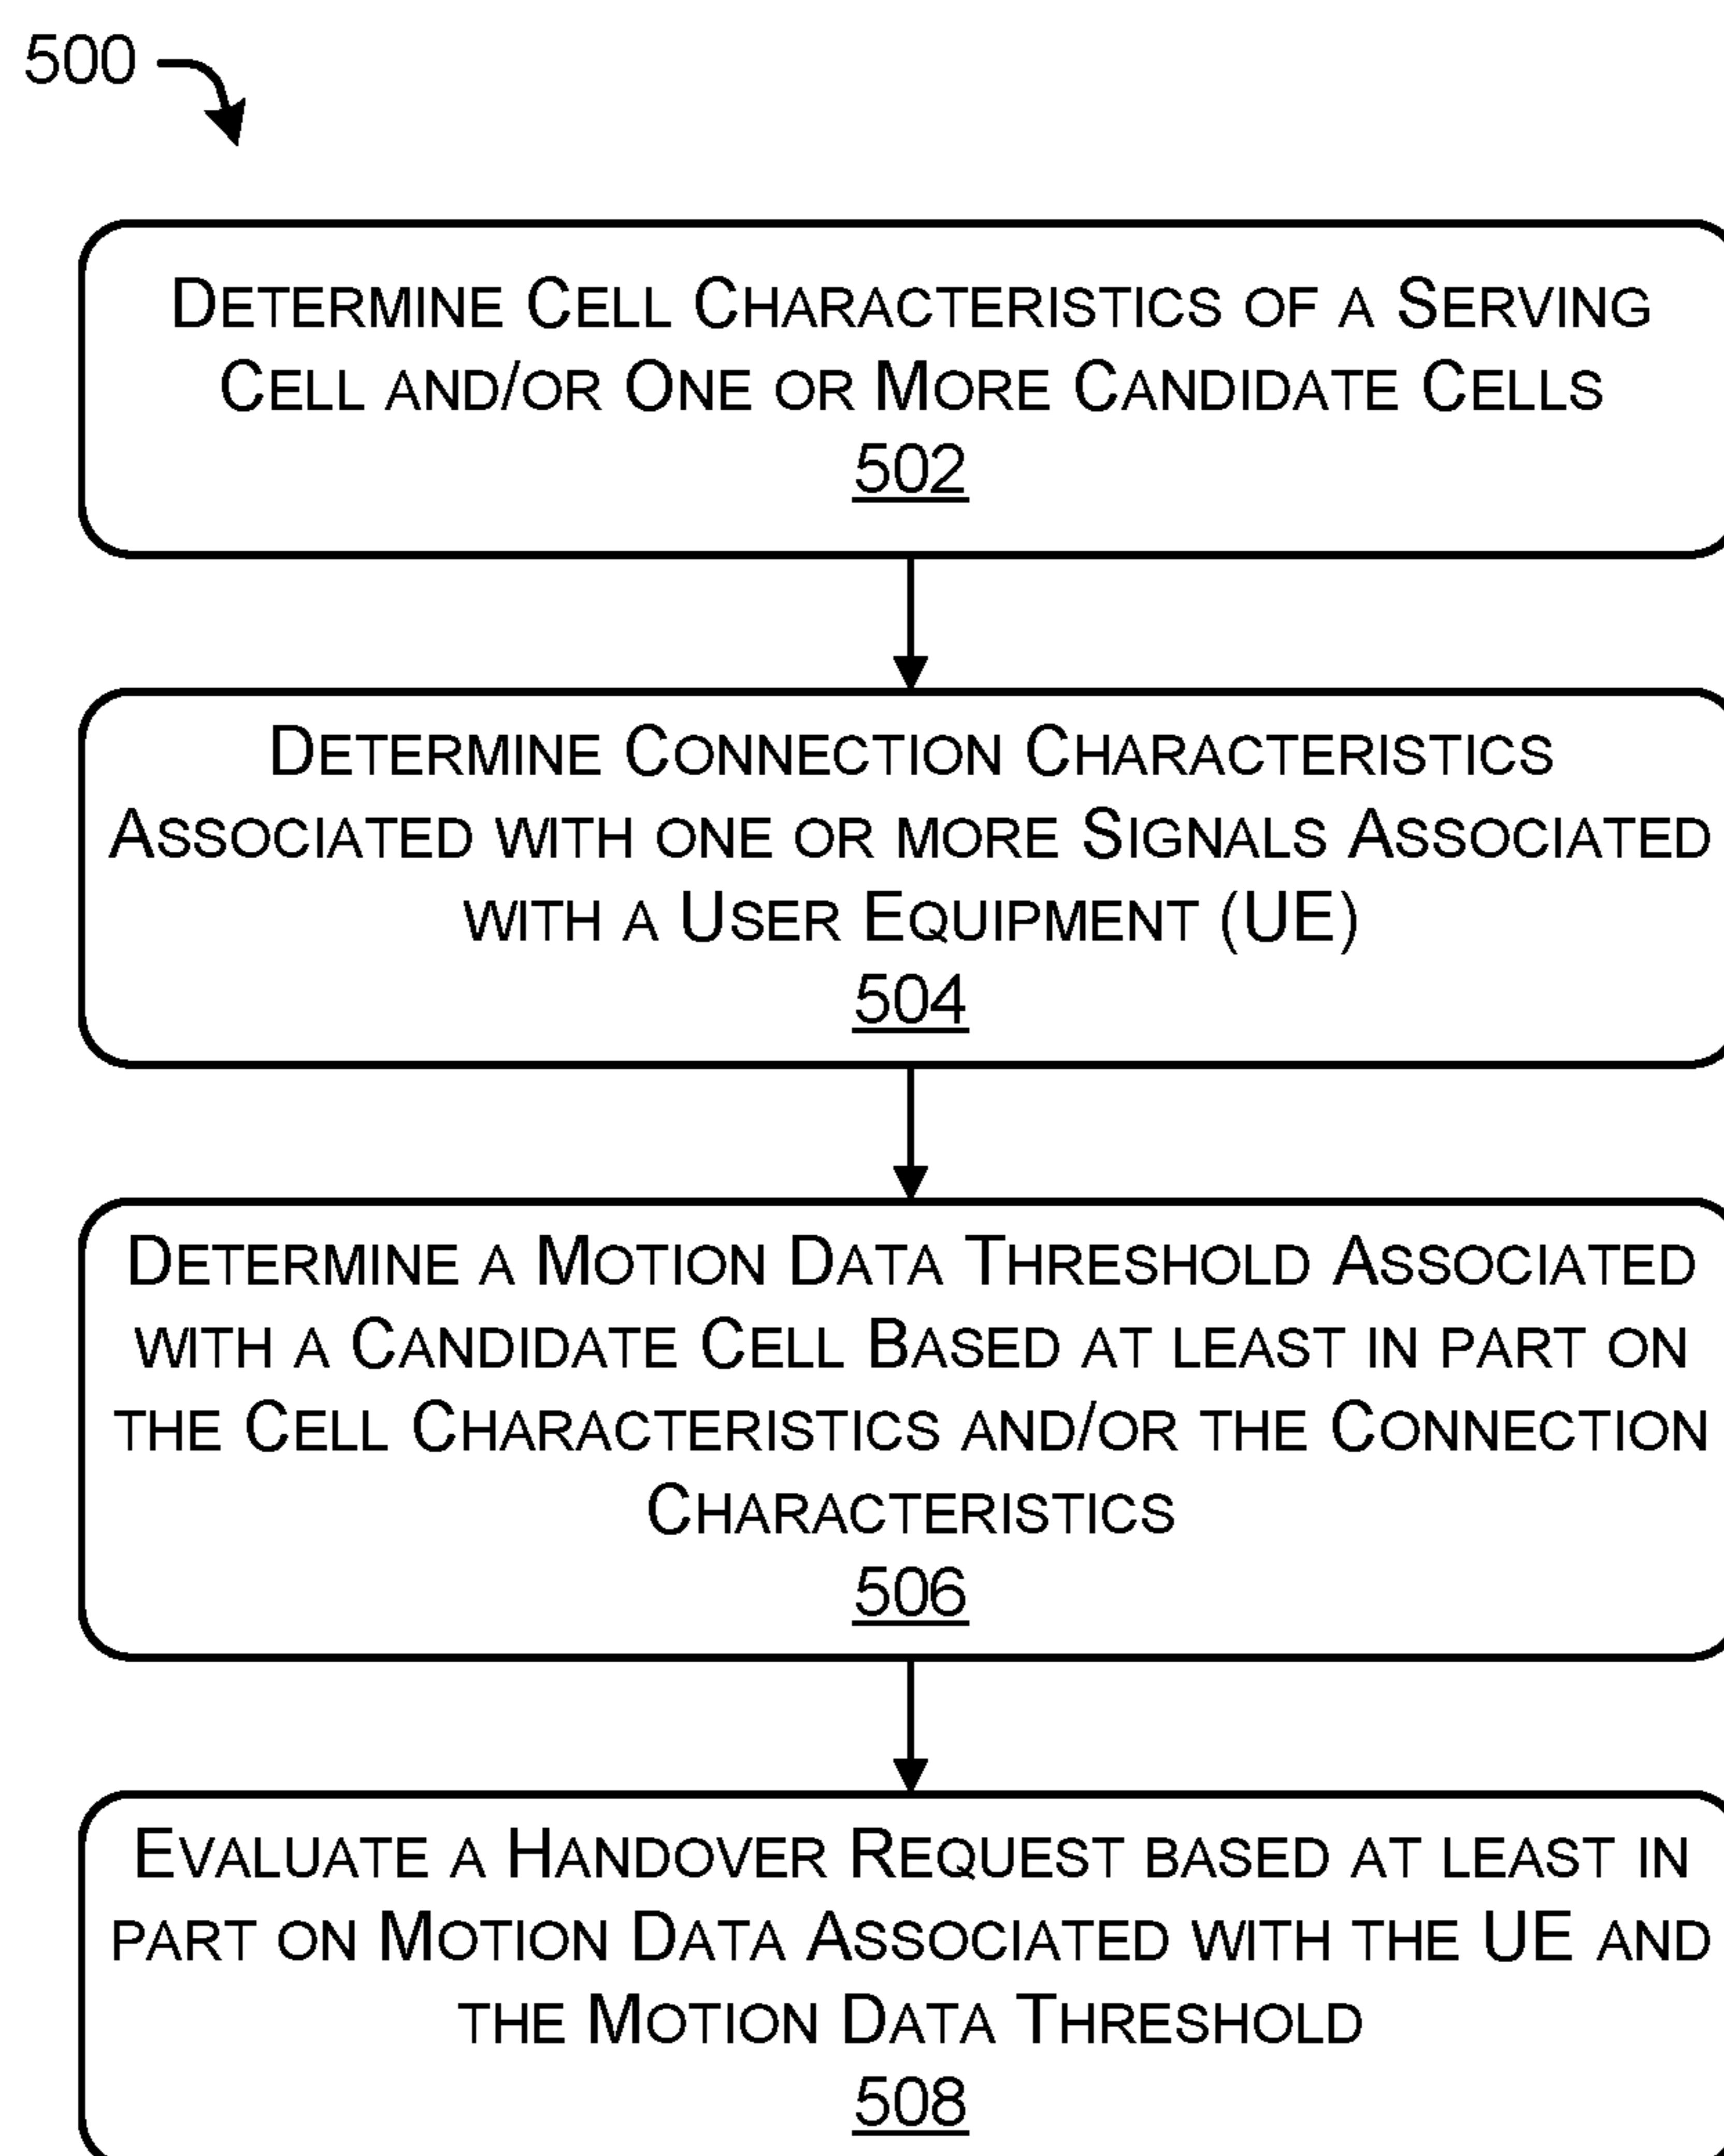 500
DETERMINE CELL CHARACTERISTICS OF A SERVING
CELL AND/OR ONE OR MORE CANDIDATE CELLS
502
DETERMINE CONNECTION CHARACTERISTICS
ASSOCIATED WITH ONE OR MORE SIGNALS ASSOCIATED
WITH A USER EQUIPMENT (UE)
504
DETERMINE A MOTION DATA THRESHOLD ASSOCIATED
WITH A CANDIDATE CELL BASED AT LEAST IN PART ON
THE CELL CHARACTERISTICS AND/OR THE CONNECTION
CHARACTERISTICS
506
EVALUATE A HANDOVER REQUEST BASED AT LEAST IN
PART ON MOTION DATA ASSOCIATED WITH THE UE AND
THE MOTION DATA THRESHOLD
508